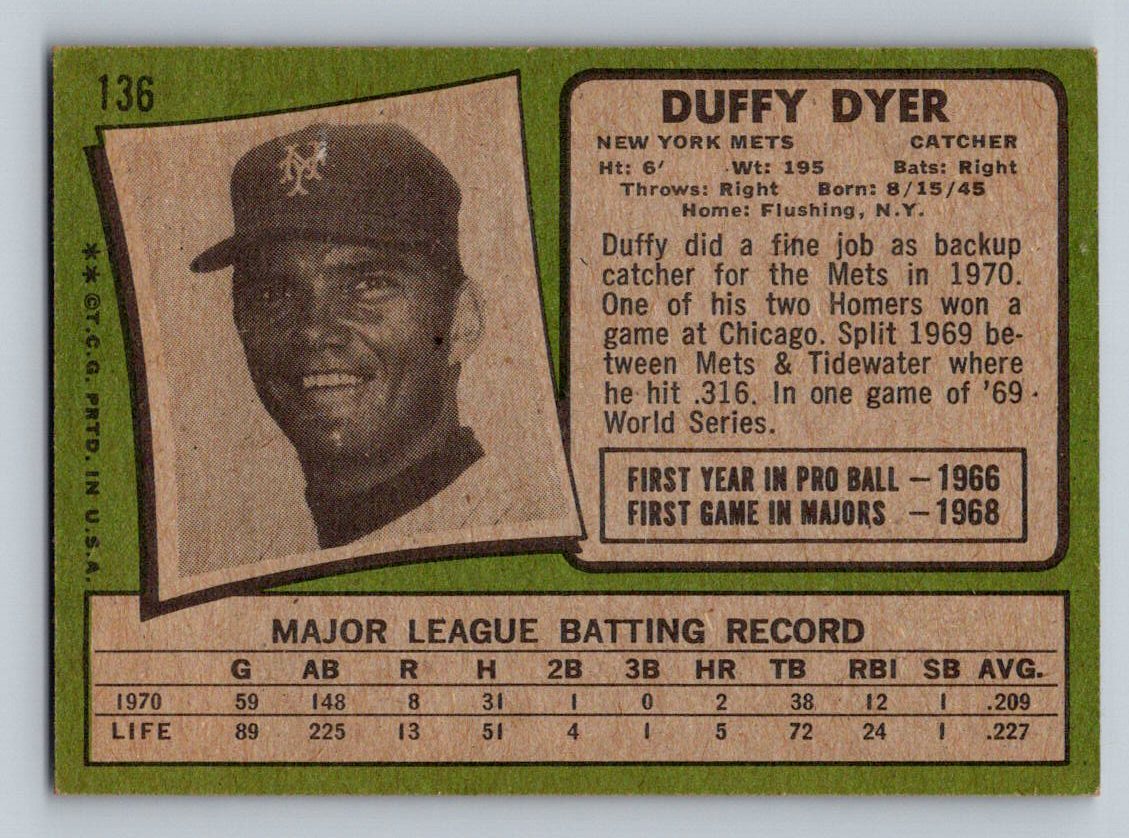 136
** ©T.C.G. PRTD. IN U.S.A.
NY
DUFFY DYER
NEW YORK METS CATCHER
Ht: 6' Wt: 195 Bats: Right
Throws: Right Born: 8/15/45
Home: Flushing, N.Y.
Duffy did a fine job as backup
catcher for the Mets in 1970.
One of his two Homers won a
game at Chicago. Split 1969 be-
tween Mets & Tidewater where
he hit .316. In one game of '69
World Series.
FIRST YEAR IN PRO BALL – 1966
FIRST GAME IN MAJORS – 1968
MAJOR LEAGUE BATTING RECORD
G AB R H 2B 3B HR TB RBI SB AVG.
1970 59 148 8 31 1 0 2 38 12 1 .209
LIFE 89 225 13 51 4 1 5 72 24 1 .227